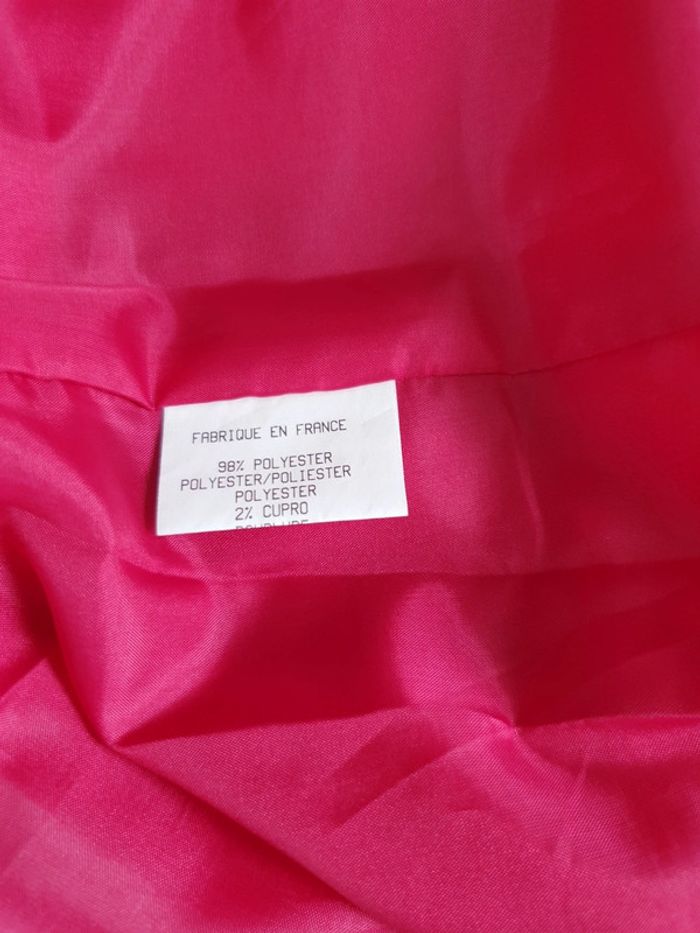 FABRIQUE EN FRANCE
98% POLYESTER
POLYESTER/POLIESTER
POLYESTER
2% CUPRO